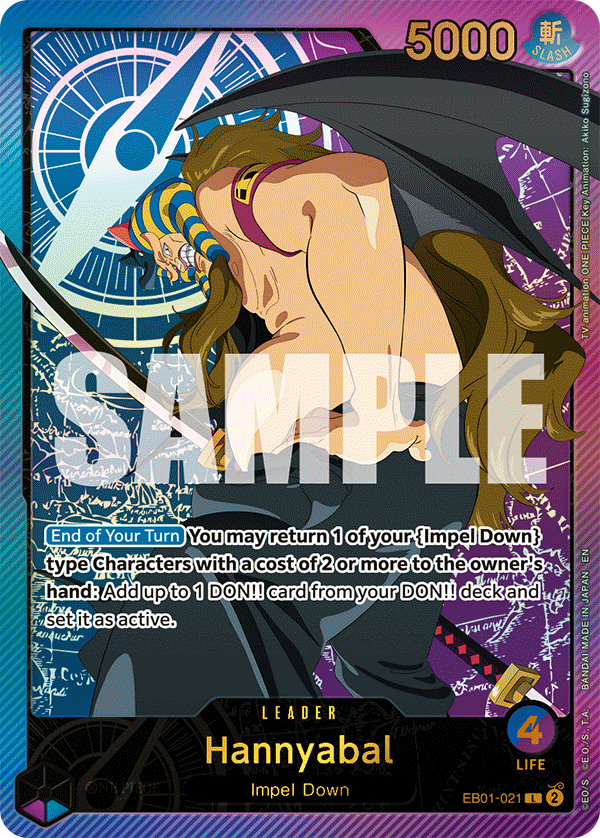 5000
斬
SLASH
TV animation ONE PIECE Key Animation: Akiko Sugizono
SAMPLE
End of Your Turn You may return 1 of your {Impel Down}
type Characters with a cost of 2 or more to the owner's
hand: Add up to 1 DON!! card from your DON!! deck and
set it as active.
BANDAI MADE IN JAPAN EN
©E.O/S., T.A.
©EO/S
LEADER
Hannyabal
Impel Down
4
LIFE
ONE PIECE
EB01-021 L 2